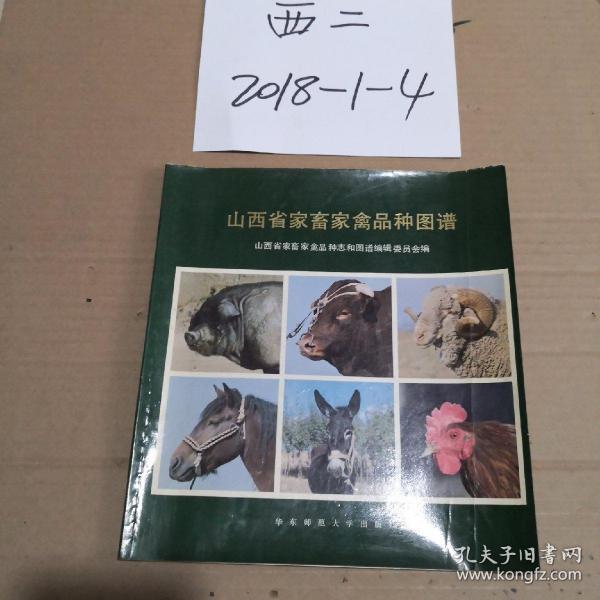 西二
2018-1-4
山西省家畜家禽品种图谱
山西省家畜家禽品种志和图谱编辑委员会编
华东师范大学出版
孔夫子旧书网
www.kongfz.com